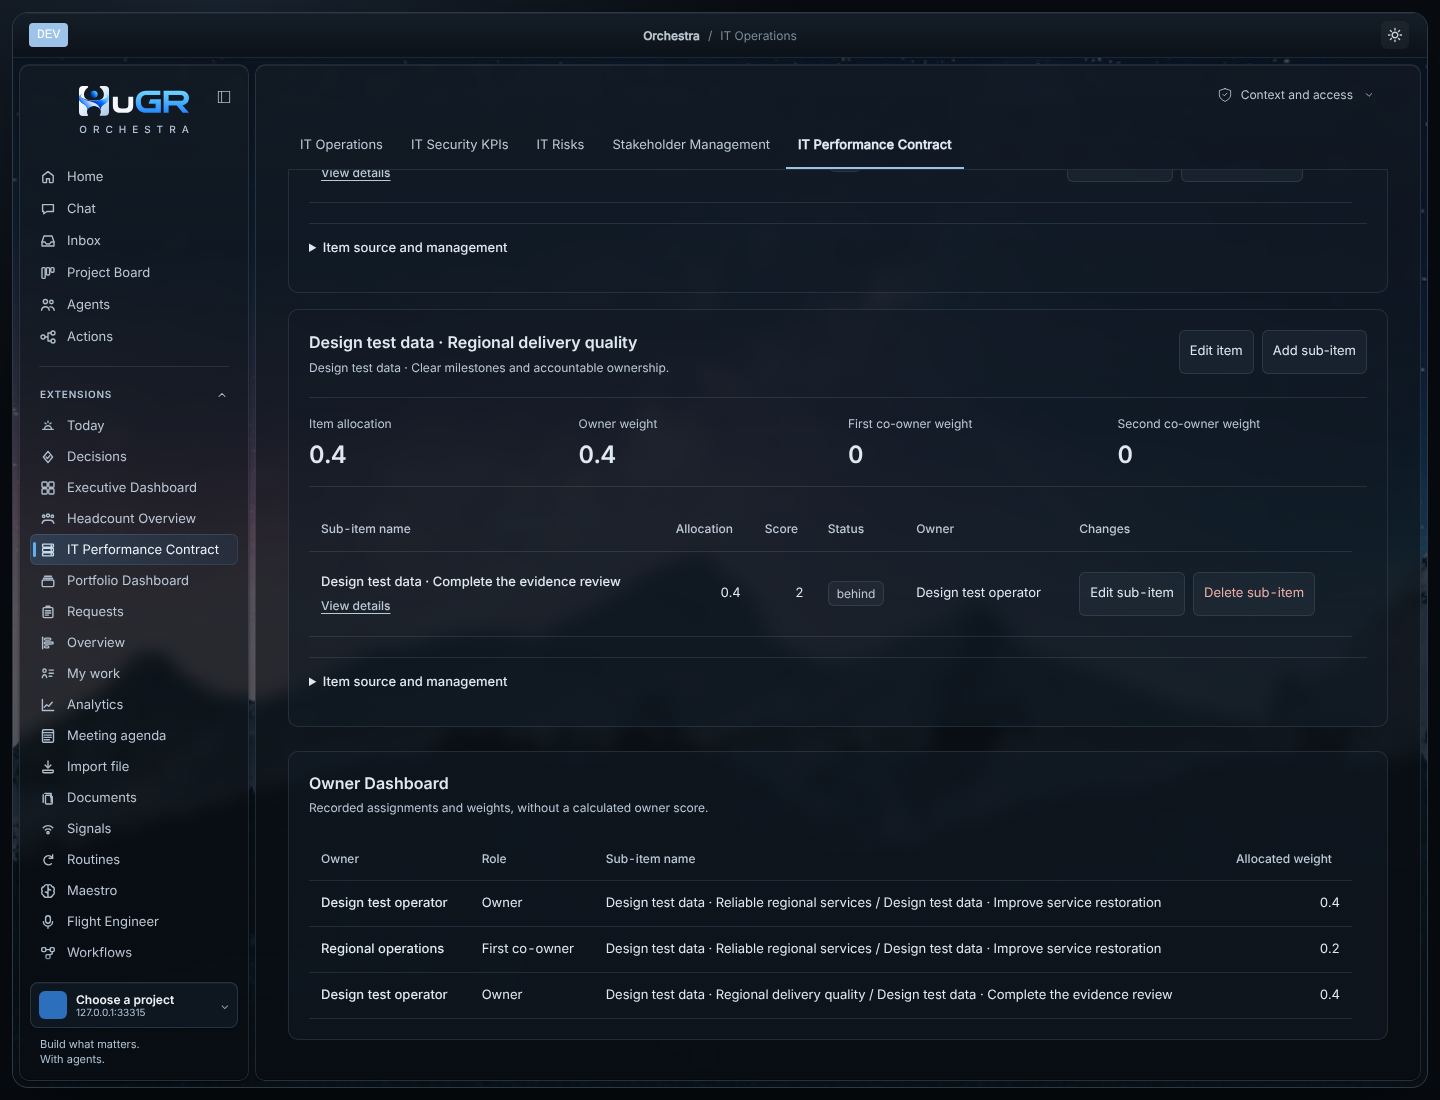 DEV
Orchestra / IT Operations
HuGR
ORCHESTRA
Home
Chat
Inbox
Project Board
Agents
Actions
EXTENSIONS
Today
Decisions
Executive Dashboard
Headcount Overview
IT Performance Contract
Portfolio Dashboard
Requests
Overview
My work
Analytics
Meeting agenda
Import file
Documents
Signals
Routines
Maestro
Flight Engineer
Workflows
Choose a project
127.0.0.1:33315
Build what matters.
With agents.
Context and access
IT Operations IT Security KPIs IT Risks Stakeholder Management IT Performance Contract
View details
Item source and management
Design test data · Regional delivery quality
Design test data · Clear milestones and accountable ownership.
Edit item Add sub-item
Item allocation Owner weight First co-owner weight Second co-owner weight
0.4 0.4 0 0
Sub-item name Allocation Score Status Owner Changes
Design test data · Complete the evidence review 0.4 2 behind Design test operator Edit sub-item Delete sub-item
View details
Item source and management
Owner Dashboard
Recorded assignments and weights, without a calculated owner score.
Owner Role Sub-item name Allocated weight
Design test operator Owner Design test data · Reliable regional services / Design test data · Improve service restoration 0.4
Regional operations First co-owner Design test data · Reliable regional services / Design test data · Improve service restoration 0.2
Design test operator Owner Design test data · Regional delivery quality / Design test data · Complete the evidence review 0.4